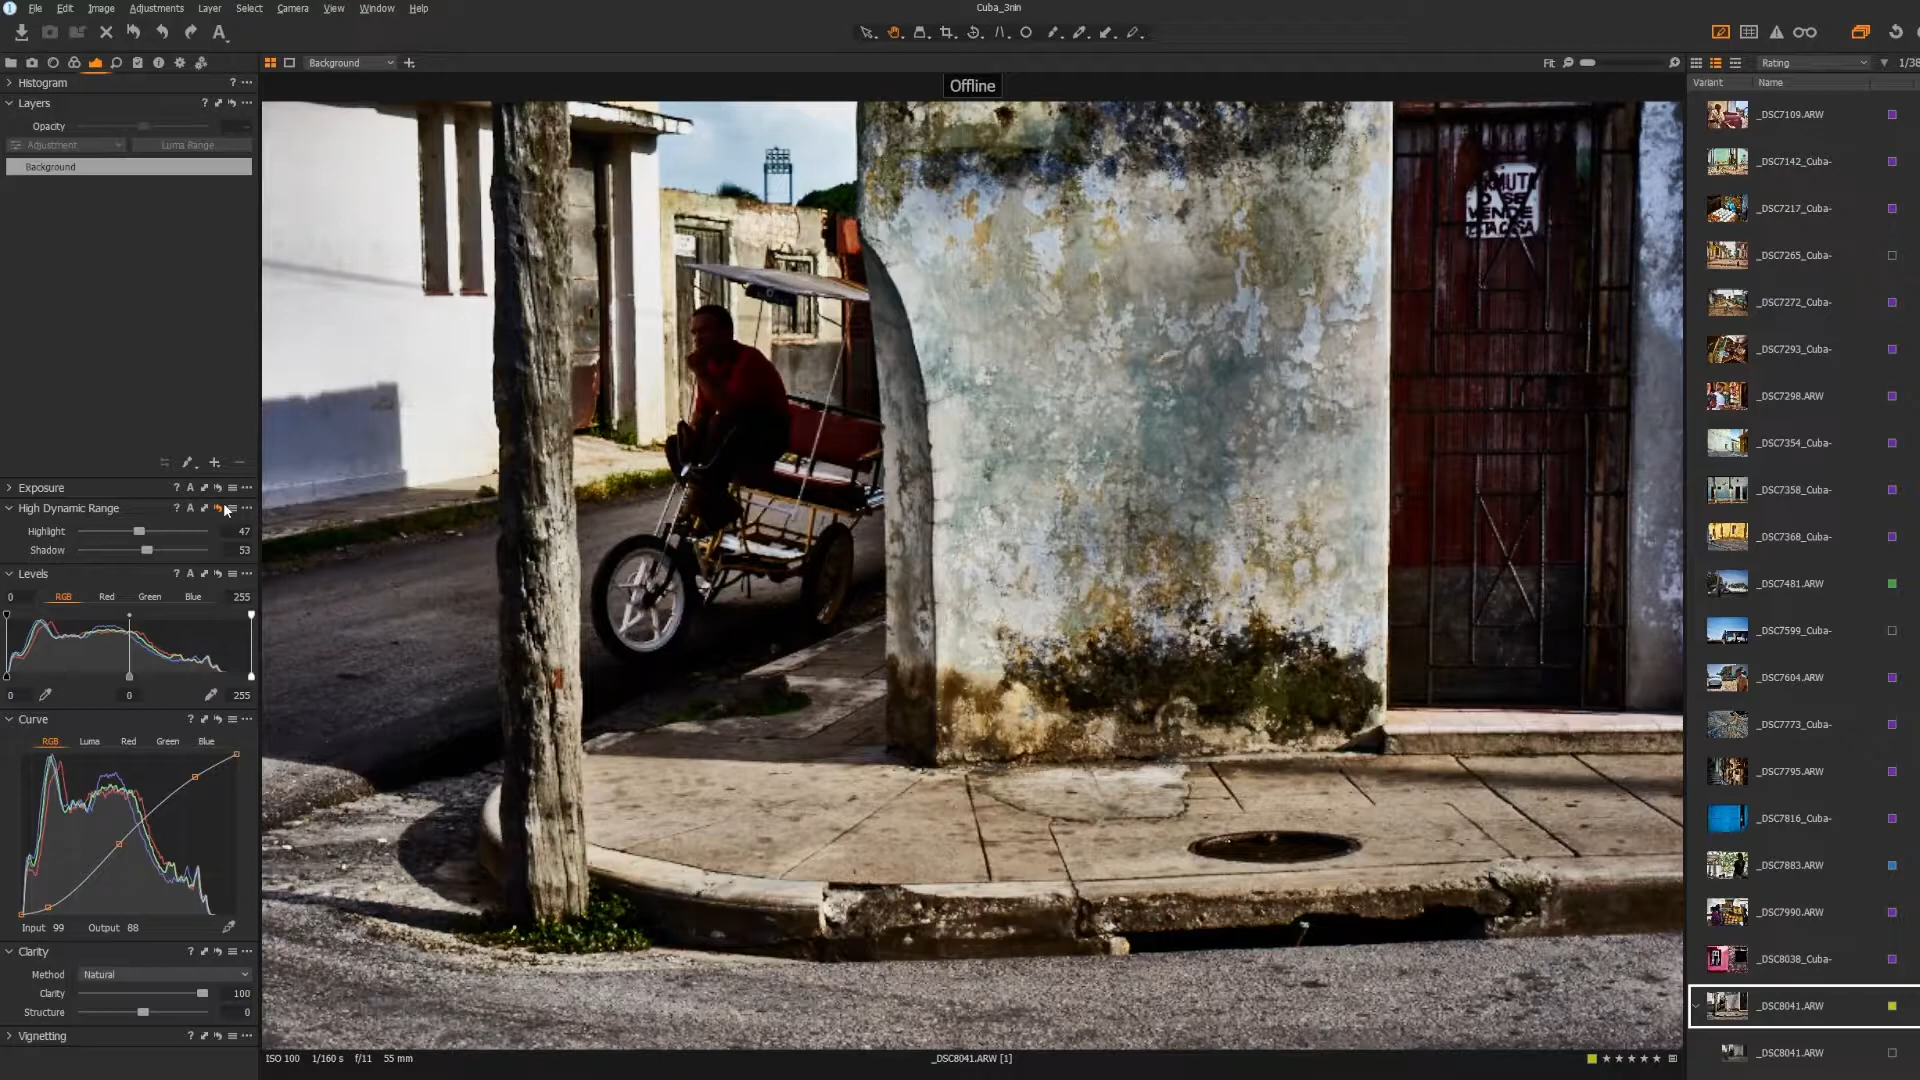 File Edit Image Adjustments Layer Select Camera View Window Help
Cuba_3nin
Background
Fit
Rating
1/38
Histogram
Layers
Opacity
Adjustment
Luma Range
Background
Exposure
High Dynamic Range
Highlight 47
Shadow 53
Levels
0 RGB Red Green Blue 255
0 0 255
Curve
RGB Luma Red Green Blue
Input 99 Output 88
Clarity
Method Natural
Clarity 100
Structure 0
Vignetting
Offline
SE
VENDE
ISO 100 1/160 s f/11 55 mm
_DSC8041.ARW [1]
Variant Name
_DSC7109.ARW
_DSC7142_Cuba-
_DSC7217_Cuba-
_DSC7265_Cuba-
_DSC7272_Cuba-
_DSC7293_Cuba-
_DSC7298.ARW
_DSC7354_Cuba-
_DSC7358_Cuba-
_DSC7368_Cuba-
_DSC7481.ARW
_DSC7599_Cuba-
_DSC7604.ARW
_DSC7773_Cuba-
_DSC7795.ARW
_DSC7816_Cuba-
_DSC7883.ARW
_DSC7990.ARW
_DSC8038_Cuba-
_DSC8041.ARW
_DSC8041.ARW